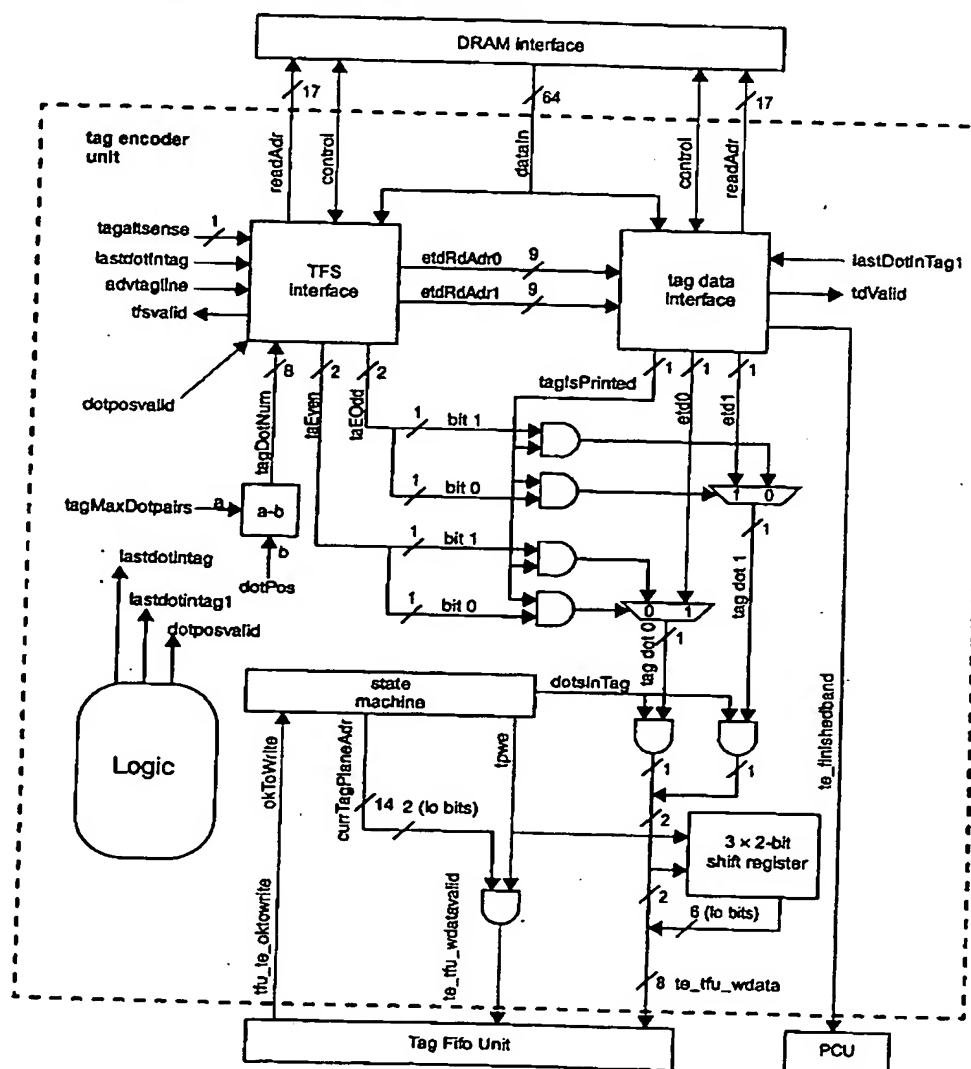 DRAM interface
17
64
17
tag encoder
unit
readAdr
control
dataIn
control
readAdr
tagaltsense
1
lastdotintag
advtagline
tfsvalid
TFS
interface
etdRdAdr0
9
etdRdAdr1
9
tag data
interface
lastDotInTag1
tdValid
dotposvalid
8
2
2
tagDotNum
taEven
taEOdd
tagIsPrinted
1
1
1
etd0
etd1
1
bit 1
1
bit 0
1 0
1
tagMaxDotpairs
a
a-b
b
dotPos
1
bit 1
1
bit 0
0 1
1
tag dot 0
tag dot 1
lastdotintag
lastdotintag1
dotposvalid
Logic
state
machine
dotsInTag
okToWrite
currTagPlaneAdr
tpwe
14
2 (lo bits)
1
1
2
3 × 2-bit
shift register
2
6 (lo bits)
te_finishedband
tfu_te_oktowrite
te_tfu_wdatavalid
8
te_tfu_wdata
Tag Fifo Unit
PCU